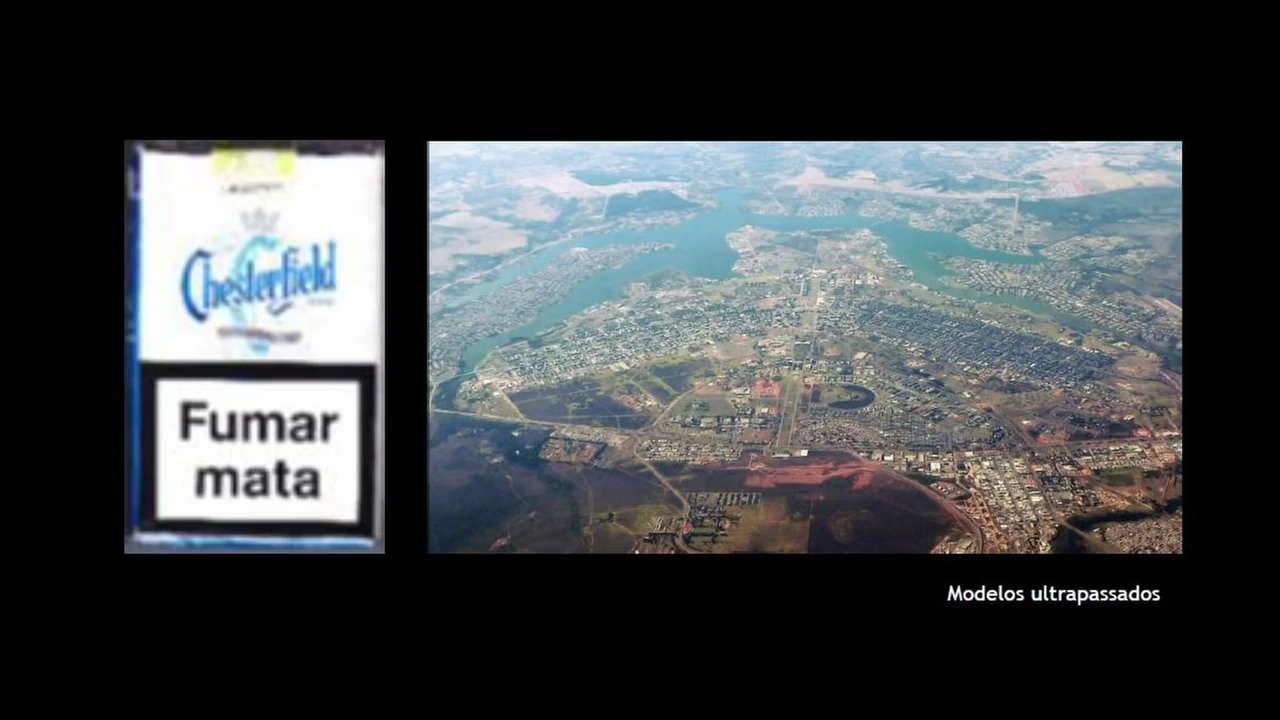 Chesterfield
Fumar
mata
Modelos ultrapassados